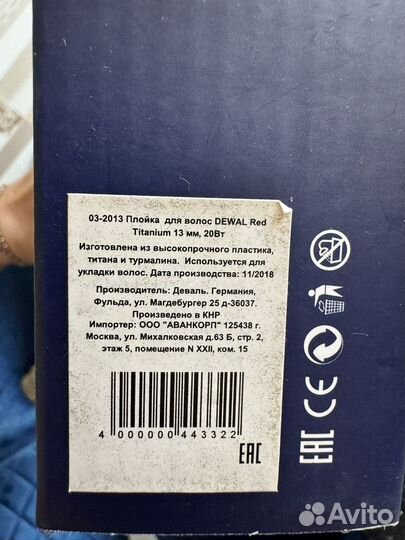 03-2013 Плойка для волос DEWAL Red
Titanium 13 мм, 20Вт
Изготовлена из высокопрочного пластика,
титана и турмалина. Используется для
укладки волос. Дата производства: 11/2018
Производитель: Деваль. Германия,
Фульда, ул. Магдебургер 25 д-36037.
Произведено в КНР
Импортер: ООО "АВАНКОРП" 125438 г.
Москва, ул. Михалковская д.63 Б, стр. 2,
этаж 5, помещение N XXII, ком. 15
4 000000 443322
EAC
EAC CE
Avito